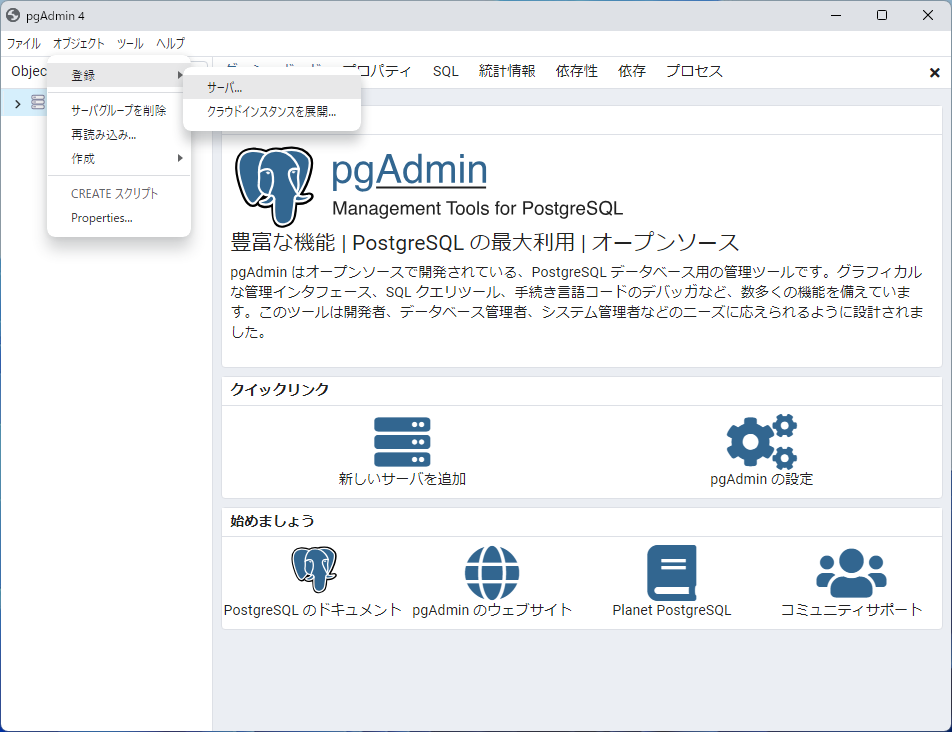 pgAdmin 4
ファイル オブジェクト ツール ヘルプ
Objec
プロパティ SQL 統計情報 依存性 依存 プロセス
登録
サーバグループを削除
再読み込み...
作成
CREATE スクリプト
Properties...
サーバ...
クラウドインスタンスを展開...
pgAdmin
Management Tools for PostgreSQL
豊富な機能 | PostgreSQL の最大利用 | オープンソース
pgAdmin はオープンソースで開発されている、PostgreSQL データベース用の管理ツールです。グラフィカル
な管理インタフェース、SQL クエリツール、手続き言語コードのデバッガなど、数多くの機能を備えていま
す。このツールは開発者、データベース管理者、システム管理者などのニーズに応えられるように設計されま
した。
クイックリンク
新しいサーバを追加
pgAdmin の設定
始めましょう
PostgreSQL のドキュメント
pgAdmin のウェブサイト
Planet PostgreSQL
コミュニティサポート